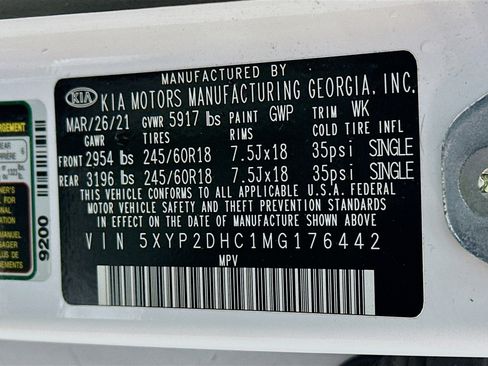 MANUFACTURED BY
KIA KIA MOTORS MANUFACTURING GEORGIA, INC.
MAR/26/21 GVWR 5917 lbs PAINT GWP TRIM WK
GAWR TIRES RIMS COLD TIRE INFL
FRONT 2954 lbs 245/60R18 7.5Jx18 35psi SINGLE
REAR 3196 lbs 245/60R18 7.5Jx18 35psi SINGLE
THIS VEHICLE CONFORMS TO ALL APPLICABLE U.S.A. FEDERAL
MOTOR VEHICLE SAFETY AND THEFT PREVENTION STANDARDS
IN EFFECT ON THE DATE OF MANUFACTURE SHOWN ABOVE.
VIN 5XYP2DHC1MG176442
MPV
9200